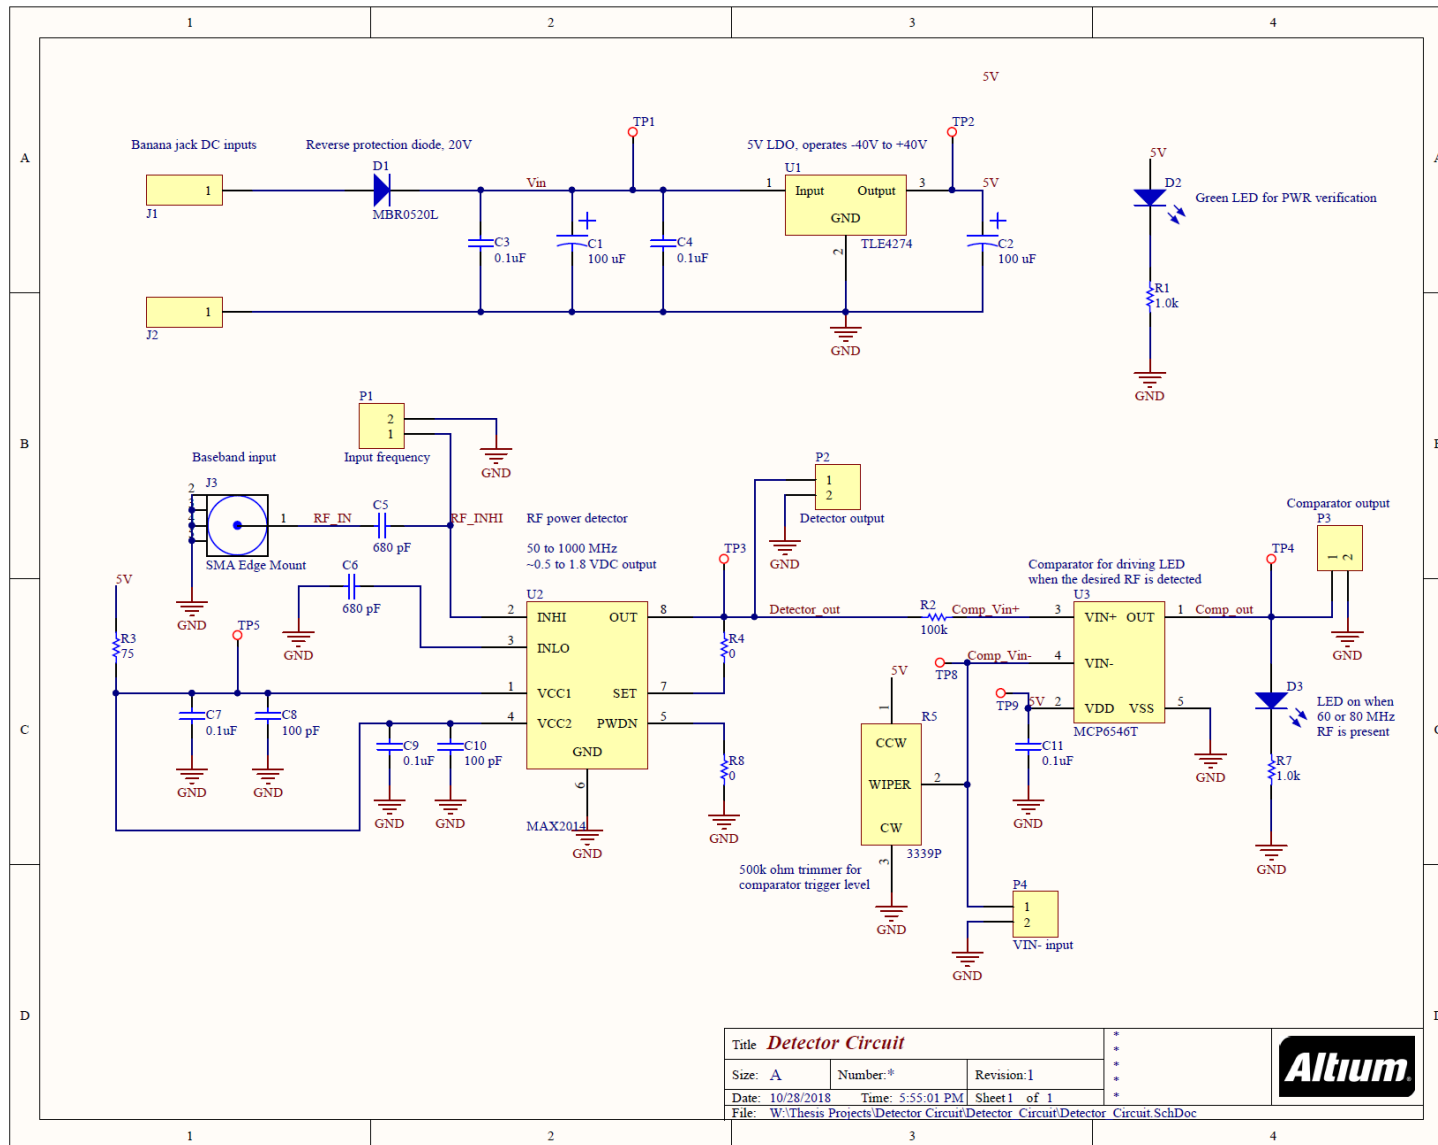 1 2 3 4
A
5V
TP1
TP2
Banana jack DC inputs
Reverse protection diode, 20V
5V LDO, operates -40V to +40V
5V
D1
U1
D2
1
Vin
1
Input
Output
3
5V
Green LED for PWR verification
J1
MBR0520L
GND
C3
0.1uF
C1
100 uF
C4
0.1uF
2
TLE4274
C2
100 uF
R1
1.0k
1
J2
GND
GND
P1
2
1
B
Baseband input
Input frequency
GND
P2
1
2
Detector output
J3
2
1
RF_IN
C5
680 pF
RF_INHI
RF power detector
50 to 1000 MHz
~0.5 to 1.8 VDC output
GND
Comparator output
P3
1
2
SMA Edge Mount
C6
680 pF
TP3
Comparator for driving LED
when the desired RF is detected
TP4
5V
U2
U3
GND
GND
TP5
2
INHI
OUT
8
Detector_out
R2
100k
Comp_Vin+
3
VIN+
OUT
1
Comp_out
GND
R3
75
3
INLO
R4
0
5V
TP8
Comp_Vin-
4
VIN-
1
VCC1
SET
7
TP9
5V
2
VDD
VSS
5
D3
LED on when
60 or 80 MHz
RF is present
C
C7
0.1uF
C8
100 pF
4
VCC2
PWDN
5
1
R5
MCP6546T
C9
0.1uF
C10
100 pF
GND
CCW
C11
0.1uF
GND
GND
GND
6
R8
0
WIPER
2
R7
1.0k
GND
GND
MAX2014
GND
GND
CW
GND
3
3339P
GND
500k ohm trimmer for
comparator trigger level
P4
1
2
GND
VIN- input
GND
D
Title Detector Circuit
Size: A Number:* Revision:1
Date: 10/28/2018 Time: 5:55:01 PM Sheet1 of 1
File: W:\Thesis Projects\Detector Circuit\Detector_Circuit\Detector_Circuit.SchDoc
*
*
*
*
*
Altium
1 2 3 4